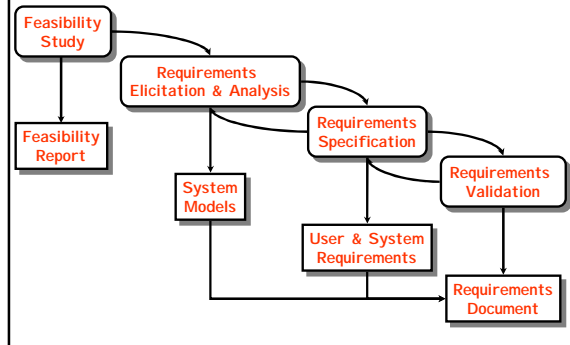 Feasibility
Study
Requirements
Elicitation & Analysis
Requirements
Specification
Feasibility
Report
Requirements
Validation
System
Models
User & System
Requirements
Requirements
Document